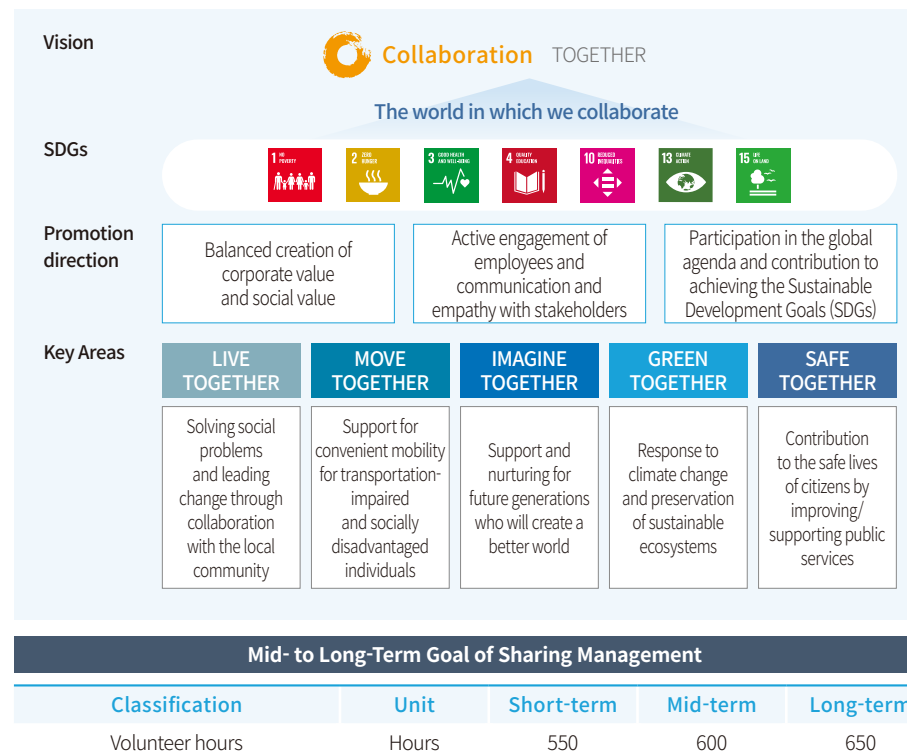 Vision
Collaboration TOGETHER
The world in which we collaborate
SDGs
1 NO
POVERTY
2 ZERO
HUNGER
3 GOOD HEALTH
AND WELL-BEING
4 QUALITY
EDUCATION
10 REDUCED
INEQUALITIES
13 CLIMATE
ACTION
15 LIFE
ON LAND
Promotion
direction
Balanced creation of
corporate value
and social value
Active engagement of
employees and
communication and
empathy with stakeholders
Participation in the global
agenda and contribution to
achieving the Sustainable
Development Goals (SDGs)
Key Areas
LIVE
TOGETHER
MOVE
TOGETHER
IMAGINE
TOGETHER
GREEN
TOGETHER
SAFE
TOGETHER
Solving social
problems
and leading
change through
collaboration
with the local
community
Support for
convenient mobility
for transportation-
impaired
and socially
disadvantaged
individuals
Support and
nurturing for
future generations
who will create a
better world
Response to
climate change
and preservation
of sustainable
ecosystems
Contribution
to the safe lives
of citizens by
improving/
supporting public
services
Mid- to Long-Term Goal of Sharing Management
Classification Unit Short-term Mid-term Long-term
Volunteer hours Hours 550 600 650